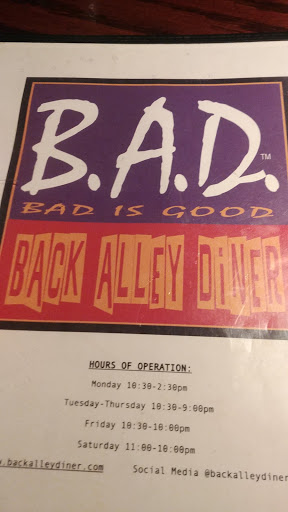 B.A.D.™
BAD IS GOOD
BACK ALLEY DiNER
HOURS OF OPERATION:
Monday 10:30-2:30pm
Tuesday-Thursday 10:30-9:00pm
Friday 10:30-10:00pm
Saturday 11:00-10:00pm
.backalleydiner.com Social Media @backalleydiner